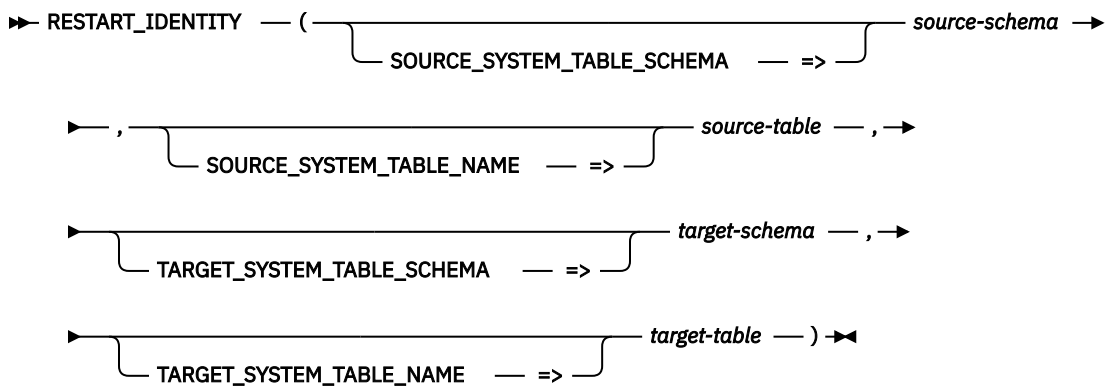 RESTART_IDENTITY ( source-schema
SOURCE_SYSTEM_TABLE_SCHEMA =>
, source-table ,
SOURCE_SYSTEM_TABLE_NAME =>
target-schema ,
TARGET_SYSTEM_TABLE_SCHEMA =>
target-table )
TARGET_SYSTEM_TABLE_NAME =>